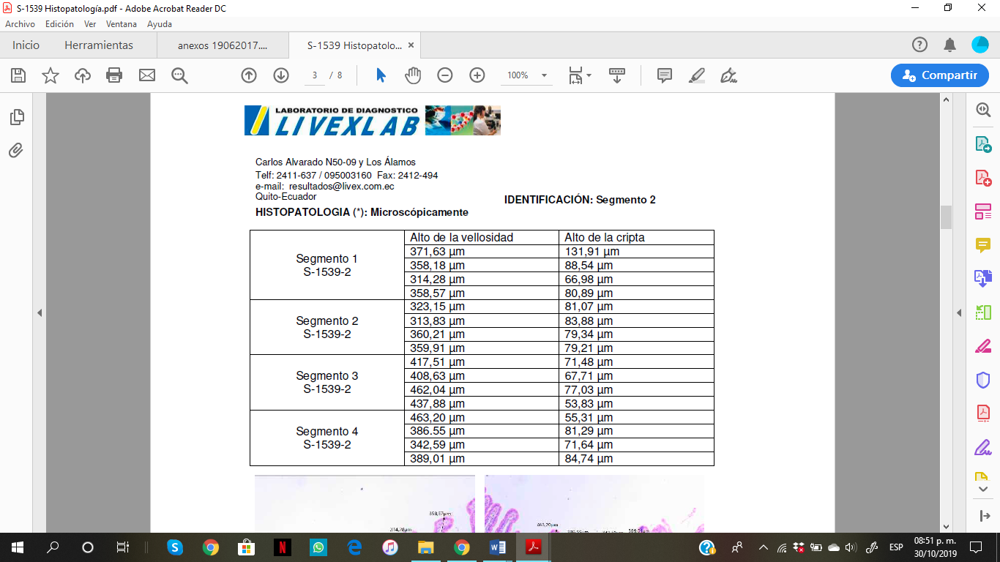 S-1539 Histopatología.pdf - Adobe Acrobat Reader DC
Archivo Edición Ver Ventana Ayuda
Inicio Herramientas anexos 19062017.... S-1539 Histopatolo... ×
3 / 8 100% Compartir
LABORATORIO DE DIAGNOSTICO
LIVEXLAB
Carlos Alvarado N50-09 y Los Álamos
Telf: 2411-637 / 095003160 Fax: 2412-494
e-mail: resultados@livex.com.ec
Quito-Ecuador
IDENTIFICACIÓN: Segmento 2
HISTOPATOLOGIA (*): Microscópicamente
Alto de la vellosidad Alto de la cripta
Segmento 1
S-1539-2
371,63 µm 131,91 µm
358,18 µm 88,54 µm
314,28 µm 66,98 µm
358,57 µm 80,89 µm
Segmento 2
S-1539-2
323,15 µm 81,07 µm
313,83 µm 83,88 µm
360,21 µm 79,34 µm
359,91 µm 79,21 µm
Segmento 3
S-1539-2
417,51 µm 71,48 µm
408,63 µm 67,71 µm
462,04 µm 77,03 µm
437,88 µm 53,83 µm
Segmento 4
S-1539-2
463,20 µm 55,31 µm
386.55 µm 81,29 µm
342,59 µm 71,64 µm
389,01 µm 84,74 µm
358,57µm
314,28µm
463,20µm
389,01µm
ESP
08:51 p. m.
30/10/2019